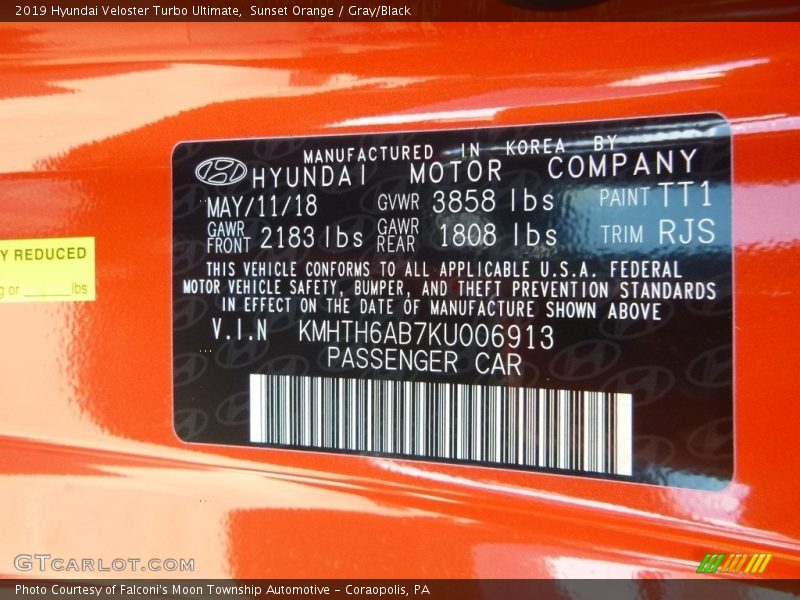 2019 Hyundai Veloster Turbo Ultimate, Sunset Orange / Gray/Black
MANUFACTURED IN KOREA BY
HYUNDAI MOTOR COMPANY
MAY/11/18 GVWR 3858 lbs PAINT TT1
GAWR FRONT 2183 lbs GAWR REAR 1808 lbs TRIM RJS
THIS VEHICLE CONFORMS TO ALL APPLICABLE U.S.A. FEDERAL
MOTOR VEHICLE SAFETY, BUMPER, AND THEFT PREVENTION STANDARDS
IN EFFECT ON THE DATE OF MANUFACTURE SHOWN ABOVE
V.I.N KMHTH6AB7KU006913
PASSENGER CAR
Y REDUCED
g or ______lbs
GTCARLOT.COM
Photo Courtesy of Falconi's Moon Township Automotive - Coraopolis, PA